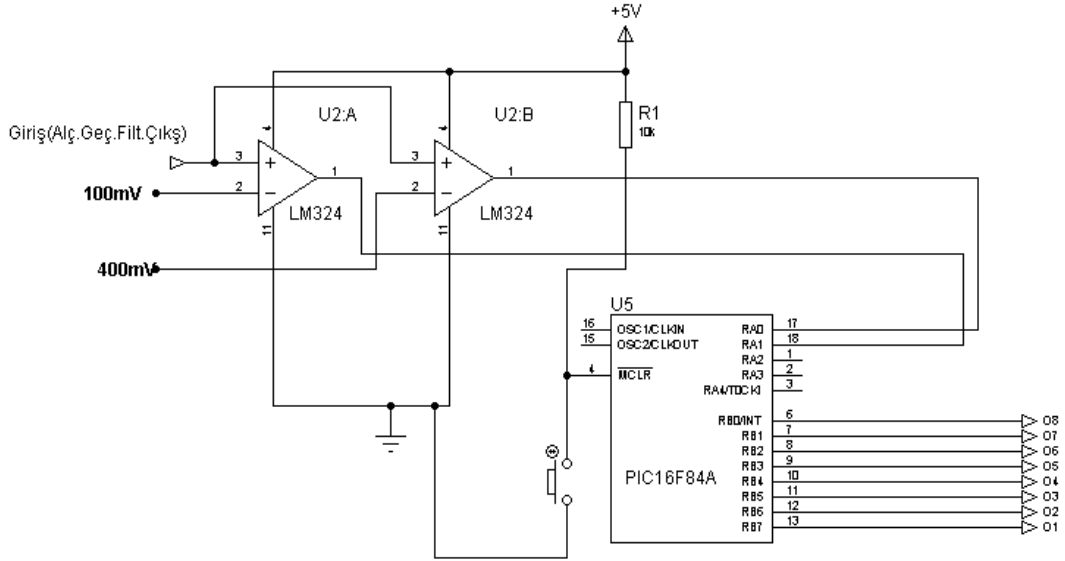 +5V
R1
10k
U2:A
U2:B
Giriş(Alç.Geç.Filt.Çıkş)
4
3
2
1
11
LM324
4
3
2
1
11
LM324
100mV
400mV
U5
16
OSC1/CLKIN
15
OSC2/CLKOUT
4
MCLR
PIC16F84A
RA0
17
RA1
18
RA2
1
RA3
2
RA4/T0CKI
3
RB0/INT
6
O8
RB1
7
O7
RB2
8
O6
RB3
9
O5
RB4
10
O4
RB5
11
O3
RB6
12
O2
RB7
13
O1